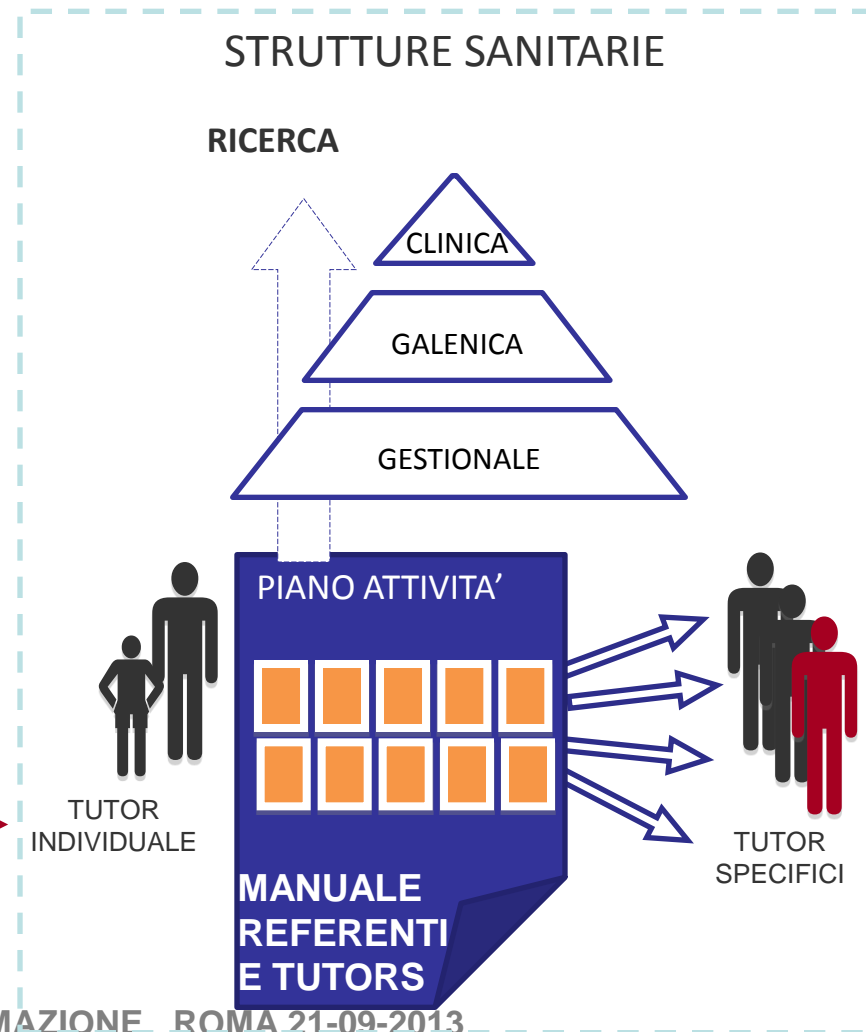 STRUTTURE SANITARIE
RICERCA
CLINICA
GALENICA
GESTIONALE
PIANO ATTIVITA’
TUTOR
INDIVIDUALE
TUTOR
SPECIFICI
MANUALE
REFERENTI
E TUTORS
MAZIONE ROMA 21-09-2013